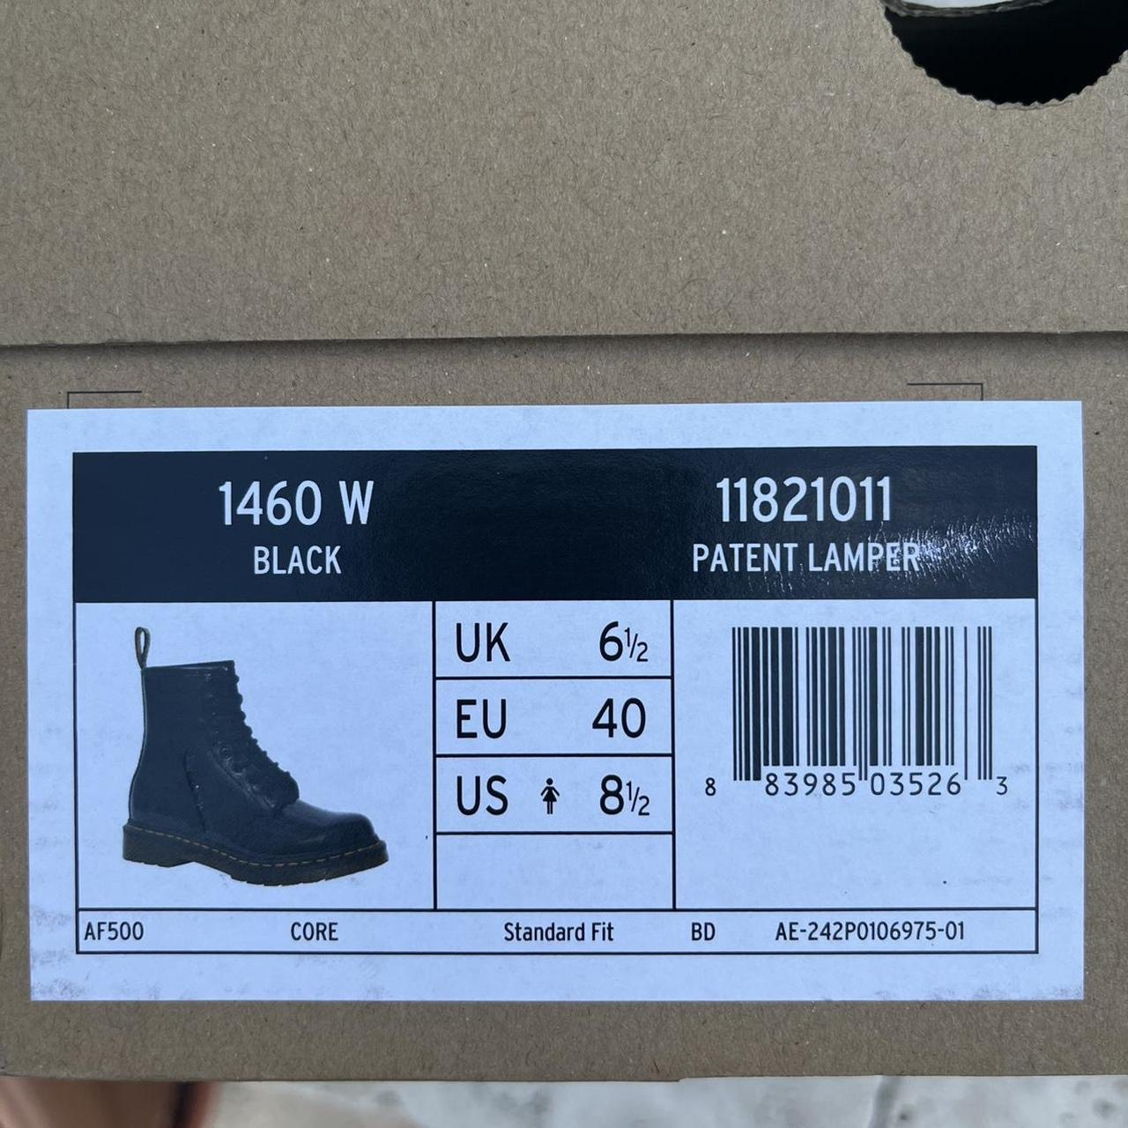 1460 W
BLACK
11821011
PATENT LAMPER
UK 6½
EU 40
US 8½
8 83985 03526 3
AF500 CORE Standard Fit BD AE-242P0106975-01